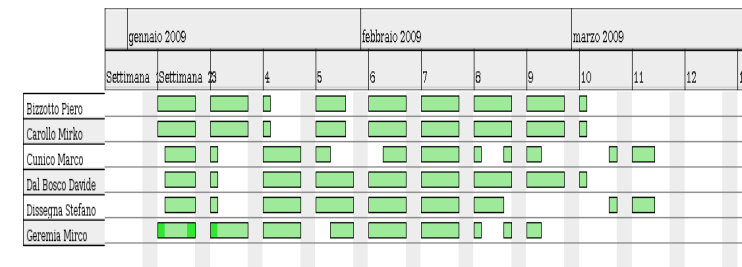 gennaio 2009 febbraio 2009 marzo 2009
Settimana Settimana 3 4 5 6 7 8 9 10 11 12
Bizzotto Piero
Carollo Mirko
Cunico Marco
Dal Bosco Davide
Dissegna Stefano
Geremia Mirco